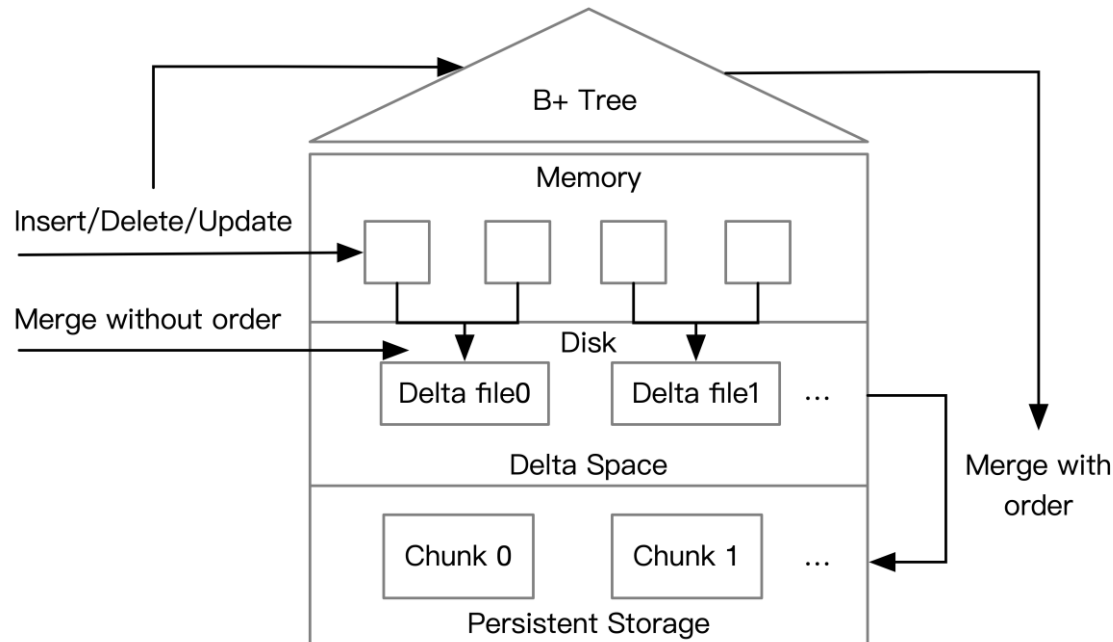 B+ Tree
Memory
Insert/Delete/Update
Merge without order
Disk
Delta file0
Delta file1
...
Delta Space
Merge with
order
Chunk 0
Chunk 1
...
Persistent Storage